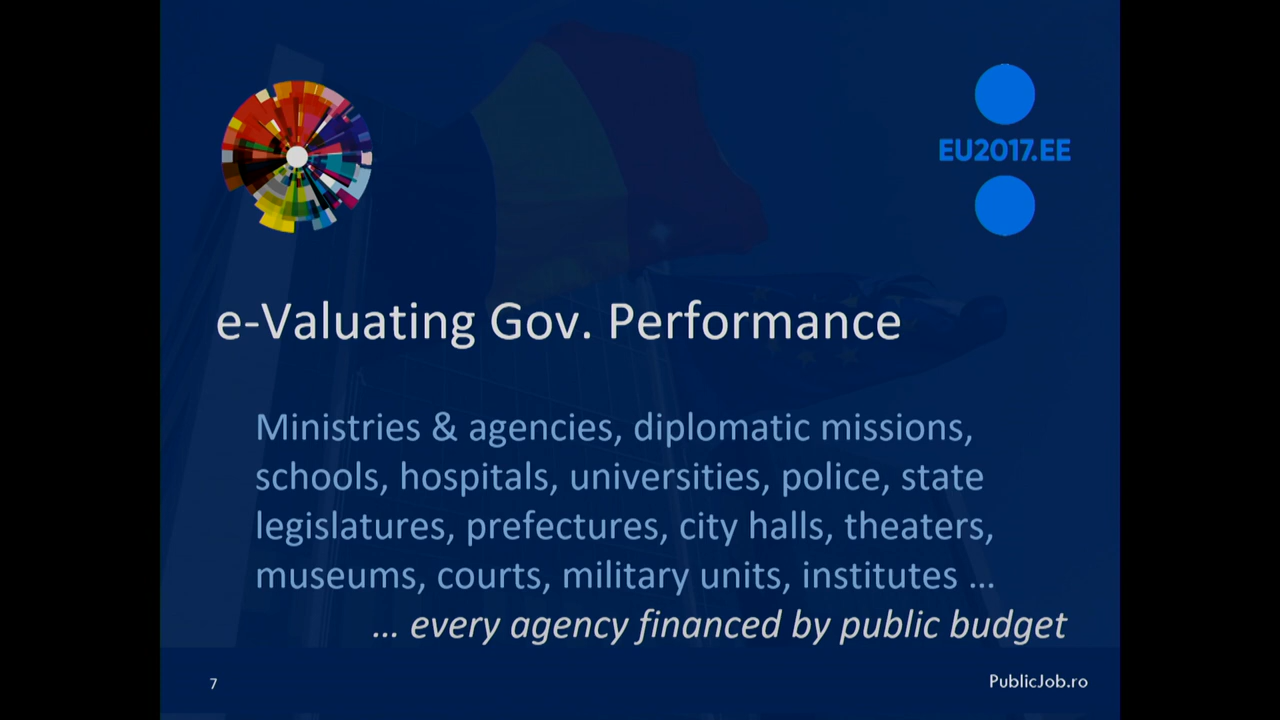 EU2017.EE
e-Valuating Gov. Performance
Ministries & agencies, diplomatic missions,
schools, hospitals, universities, police, state
legislatures, prefectures, city halls, theaters,
museums, courts, military units, institutes …
… every agency financed by public budget
7
PublicJob.ro